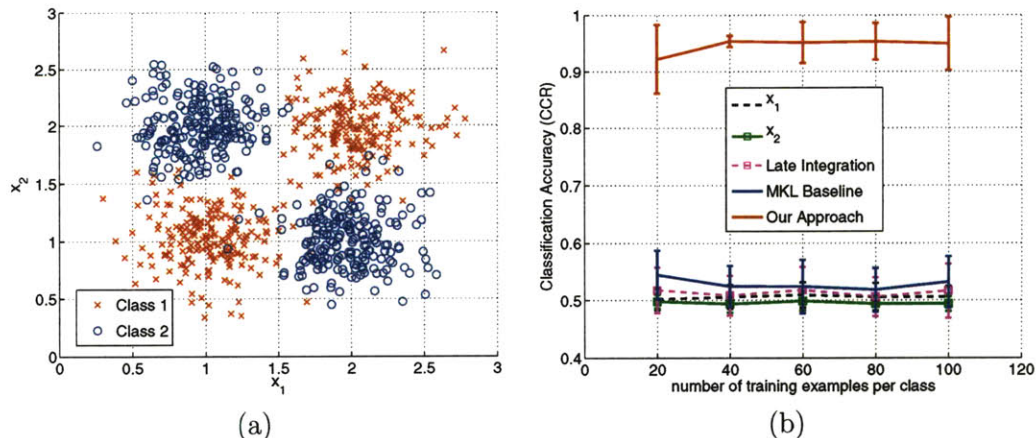 3
2.5
2
1.5
1
0.5
0
x2
Class 1
Class 2
0 0.5 1 1.5 2 2.5 3
x1
(a)
1
0.9
0.8
0.7
0.6
0.5
0.4
Classification Accuracy (CCR)
x1
x2
Late Integration
MKL Baseline
Our Approach
0 20 40 60 80 100 120
number of training examples per class
(b)